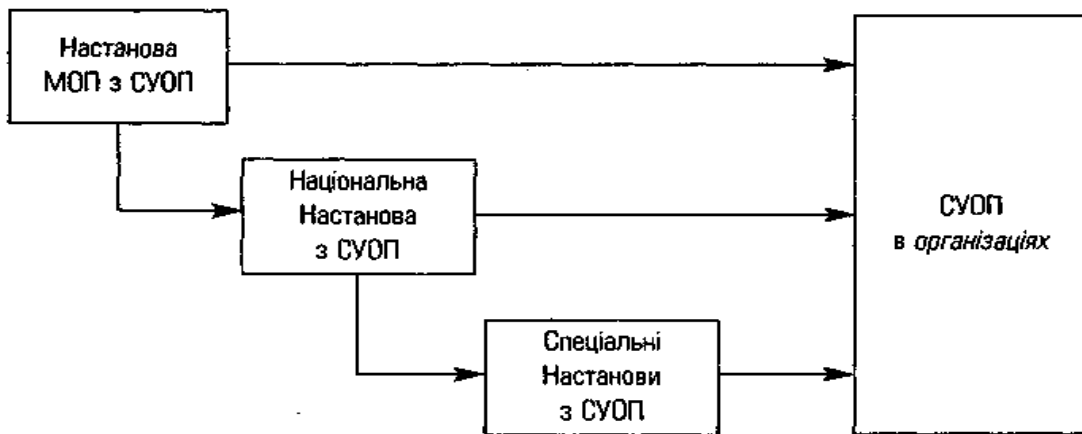 Настанова
МОП з СУОП
Національна
Настанова
з СУОП
СУОП
в організаціях
Спеціальні
Настанови
з СУОП